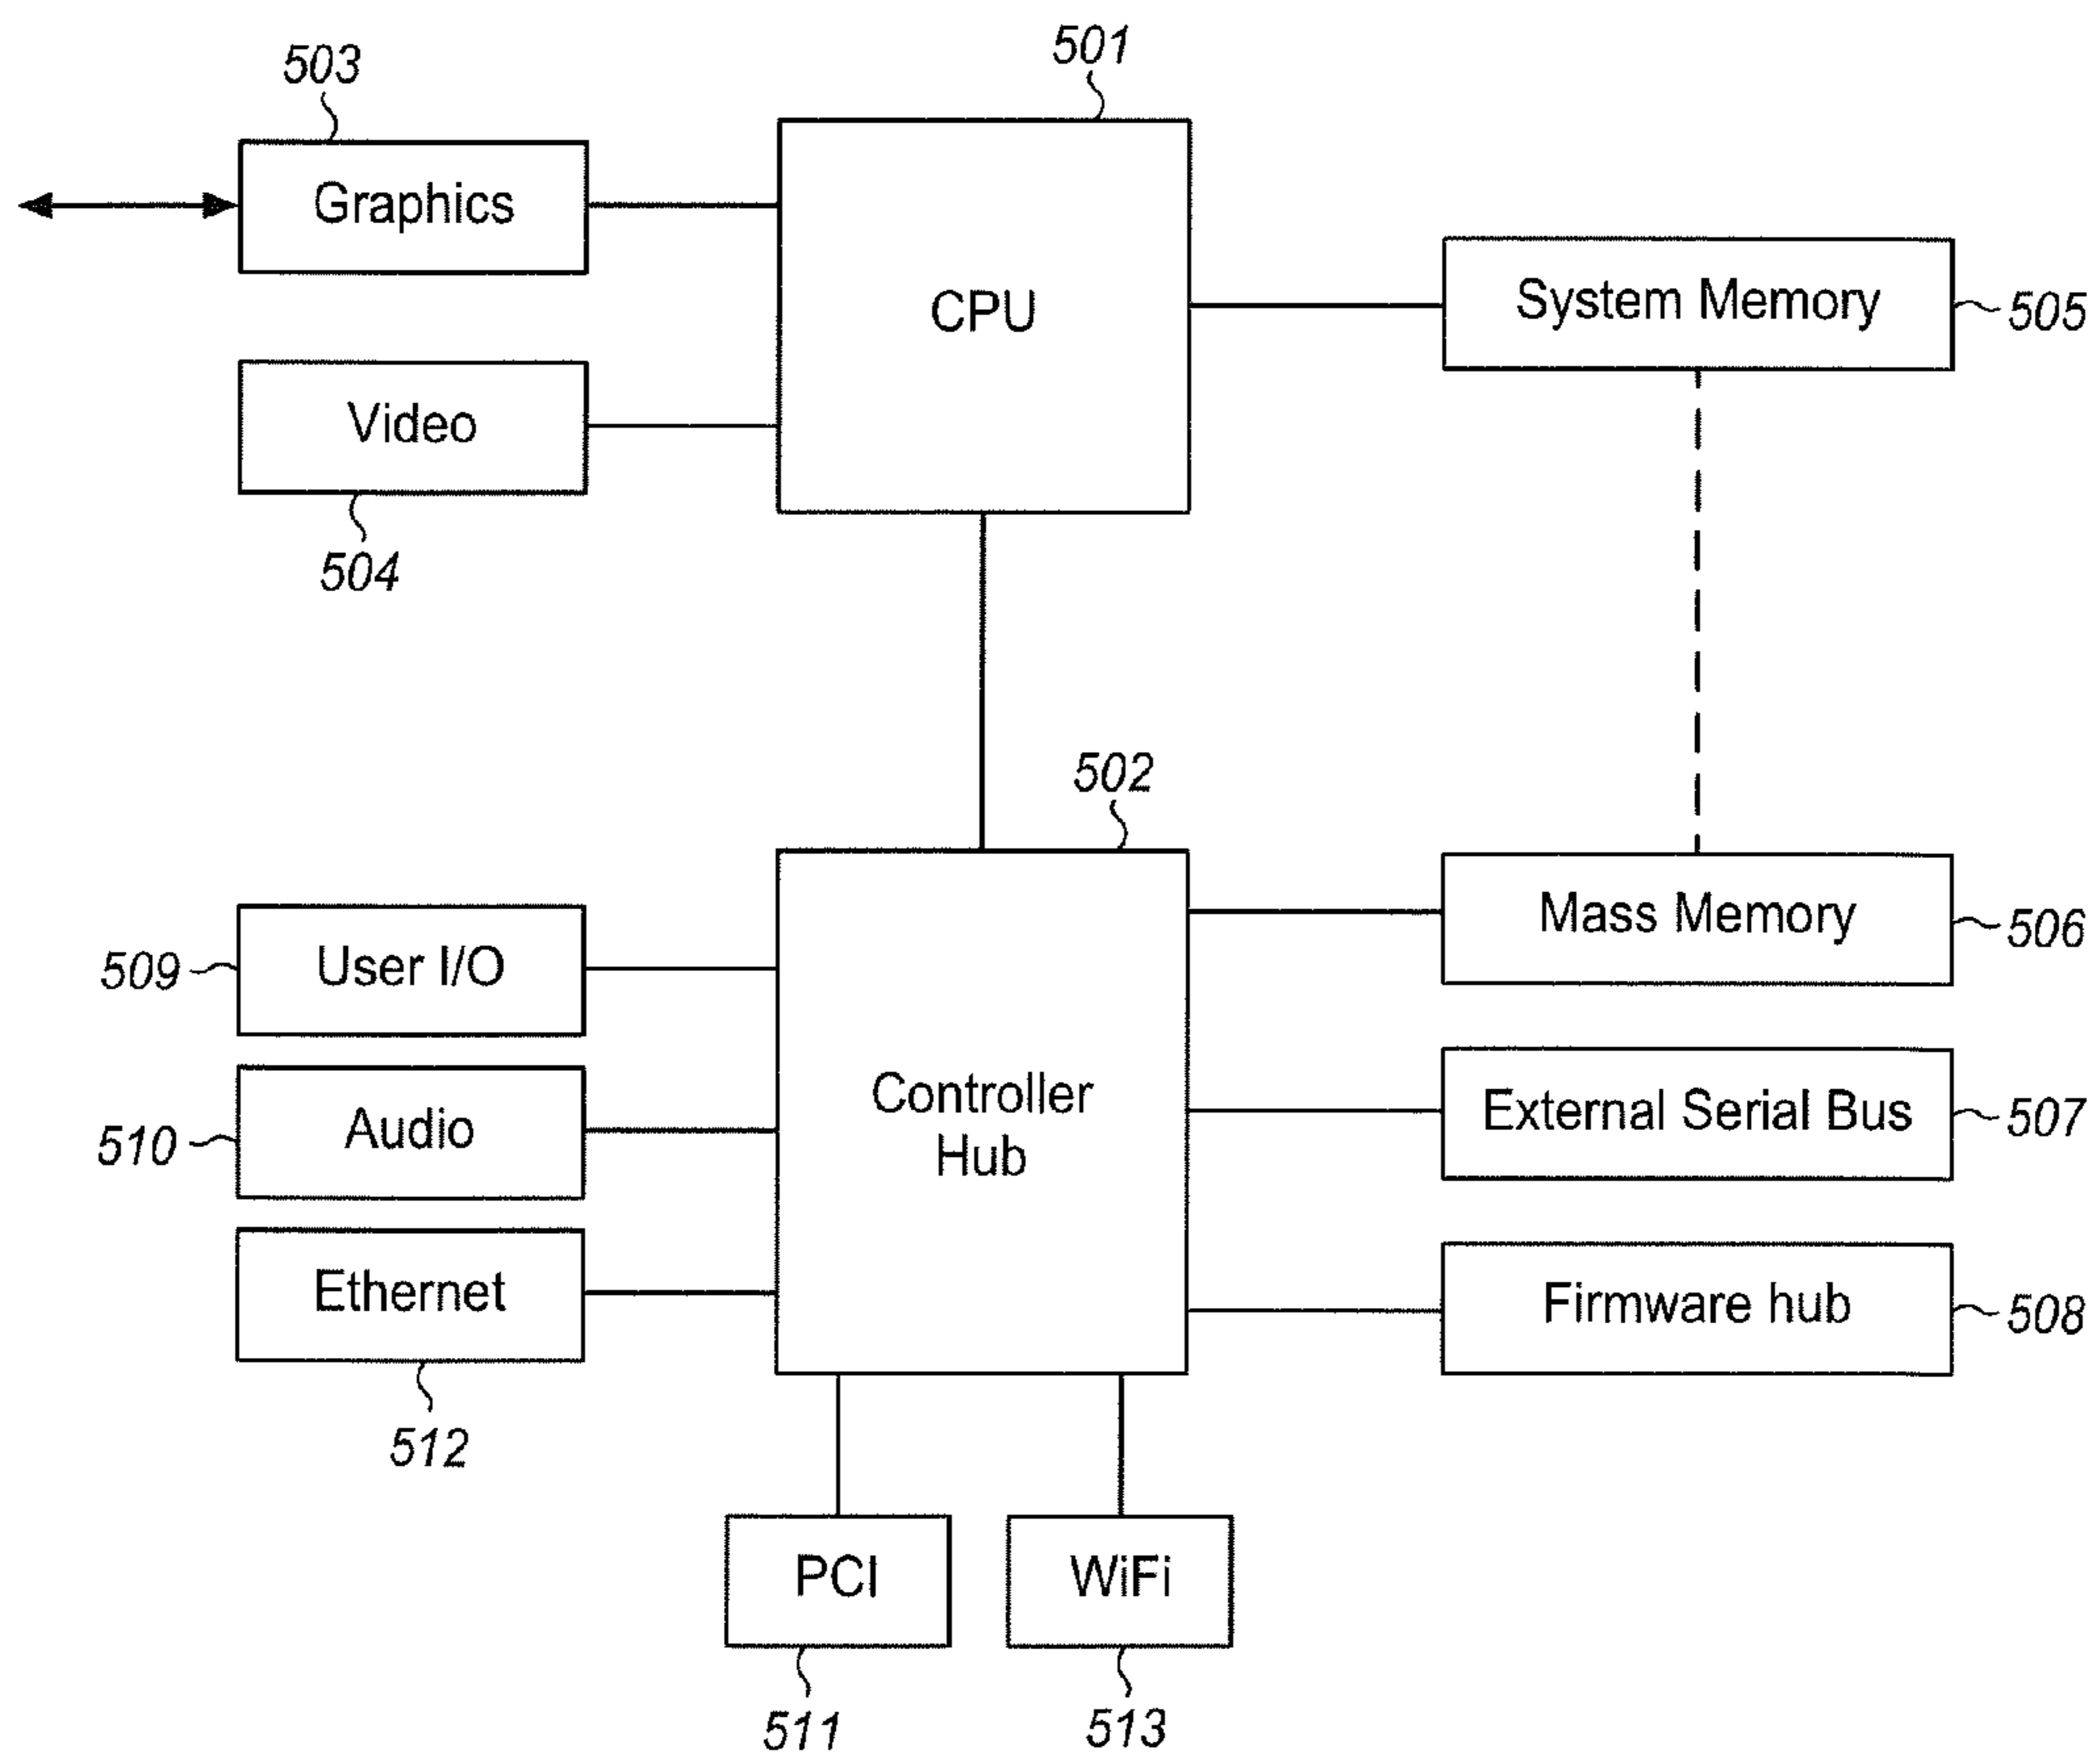 501
503
Graphics
CPU
System Memory
505
Video
504
502
Mass Memory
506
509
User I/O
Controller
Hub
External Serial Bus
507
510
Audio
Ethernet
Firmware hub
508
512
PCI
WiFi
511
513